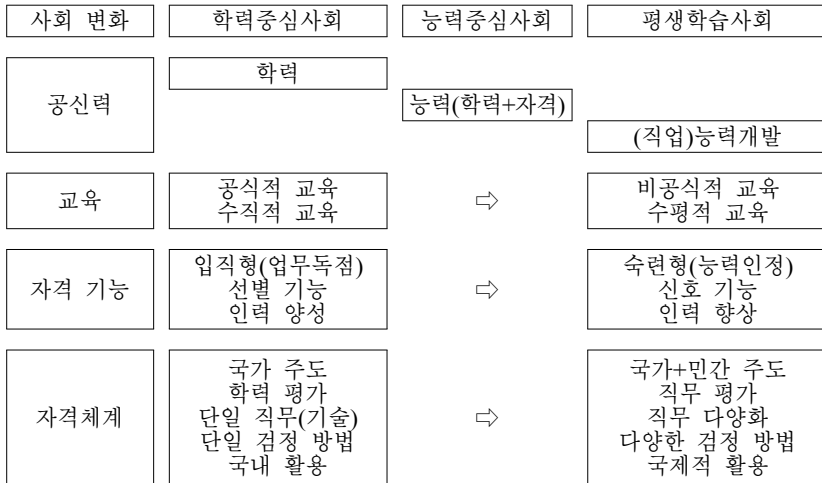 사회 변화 학력중심사회 능력중심사회 평생학습사회
학력
공신력
능력(학력+자격)
(직업)능력개발
교육
공식적 교육
수직적 교육
⇨
비공식적 교육
수평적 교육
자격 기능
입직형(업무독점)
선별 기능
인력 양성
⇨
숙련형(능력인정)
신호 기능
인력 향상
자격체계
국가 주도
학력 평가
단일 직무(기술)
단일 검정 방법
국내 활용
⇨
국가+민간 주도
직무 평가
직무 다양화
다양한 검정 방법
국제적 활용